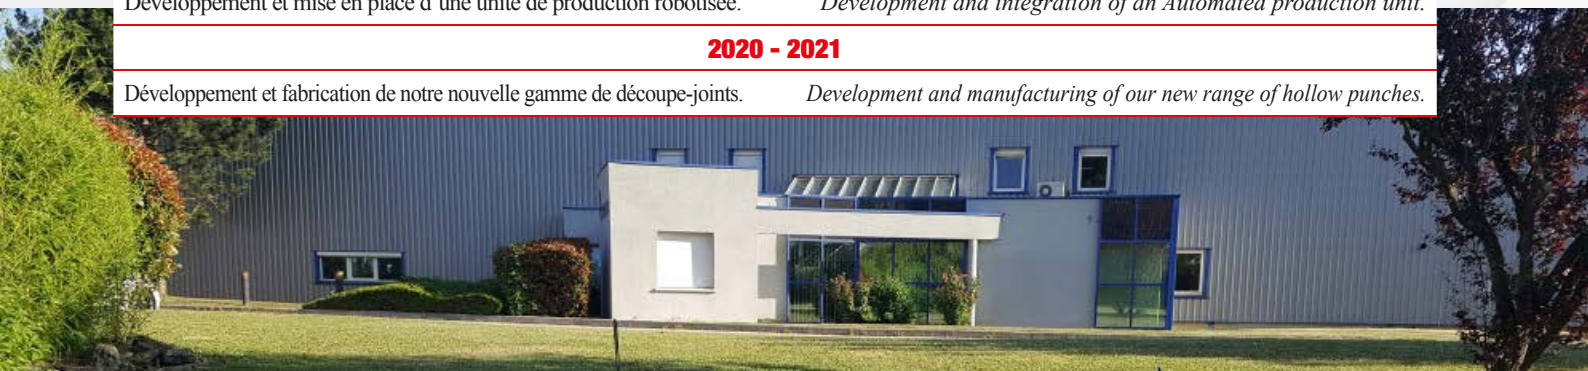 Développement et mise en place d'une unité de production robotisée. Development and integration of an Automated production unit.
2020 - 2021
Développement et fabrication de notre nouvelle gamme de découpe-joints. Development and manufacturing of our new range of hollow punches.